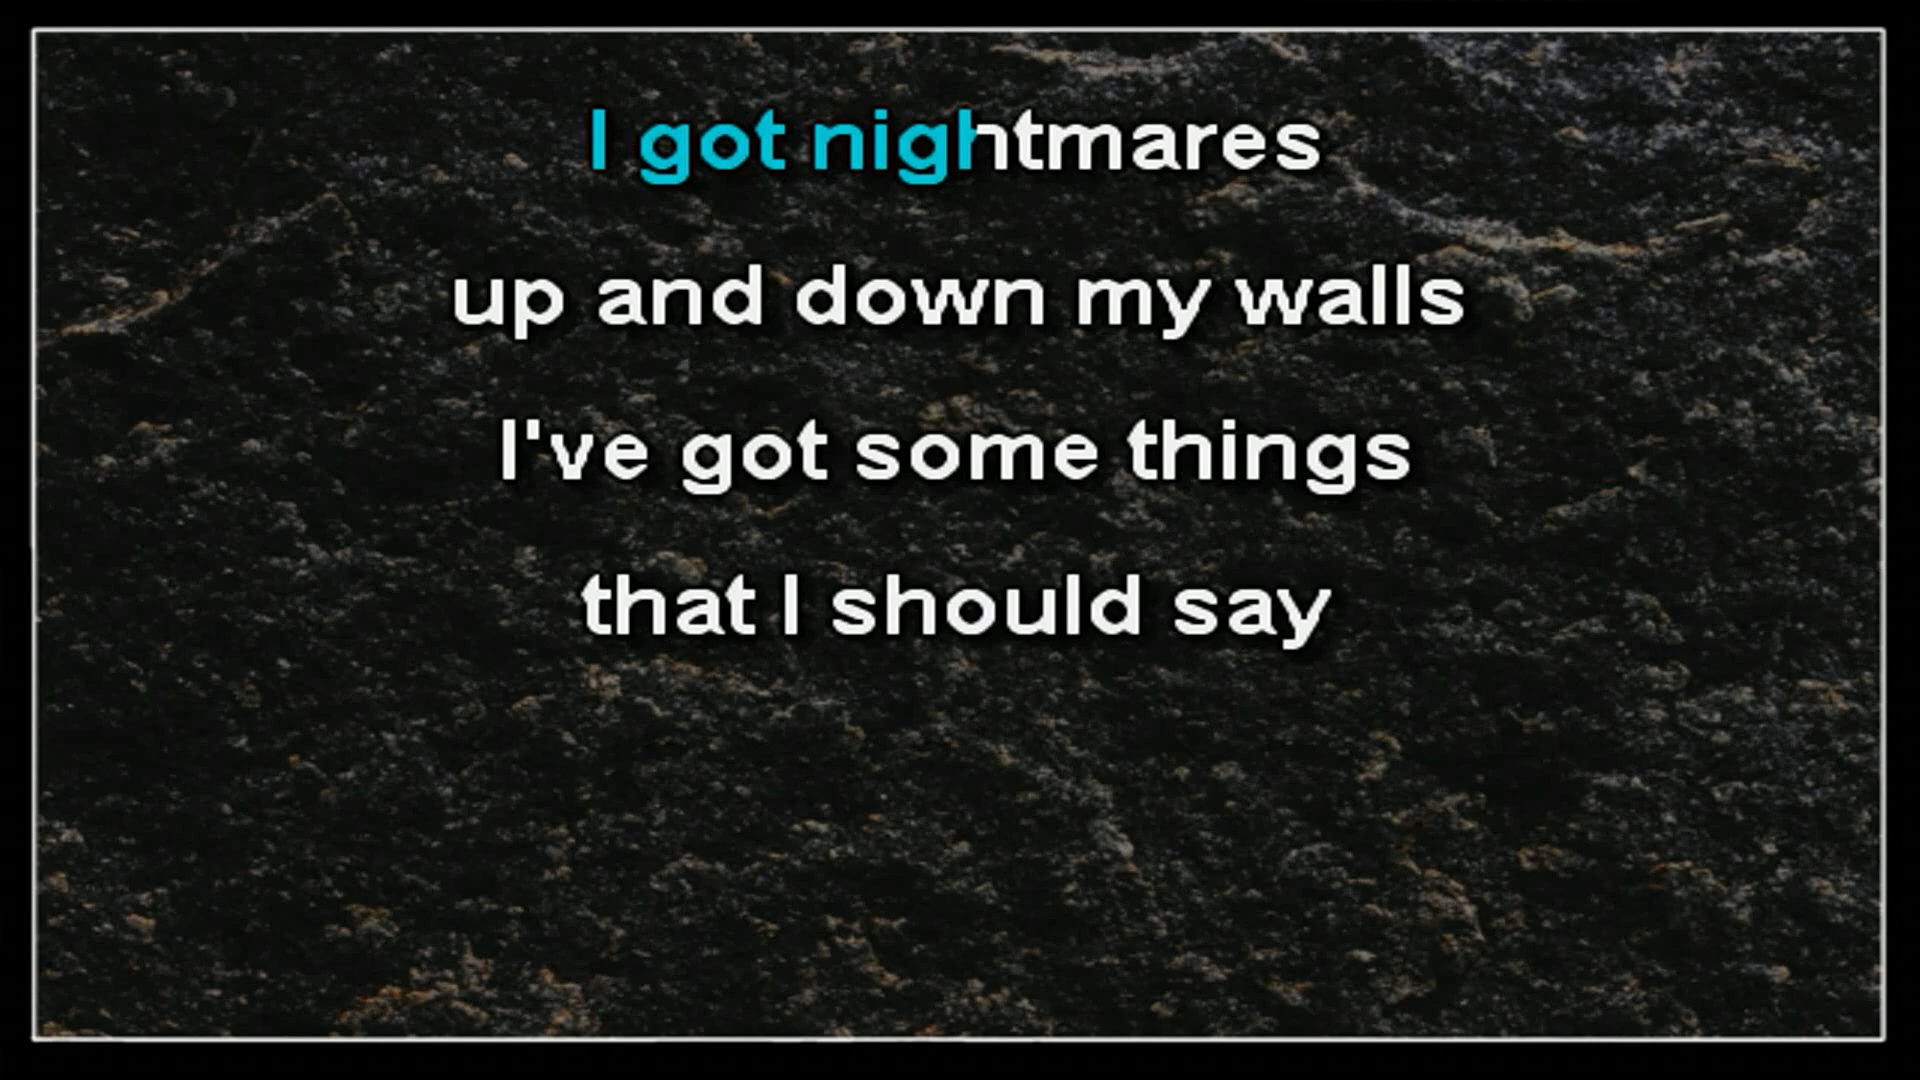 I got nightmares
up and down my walls
I've got some things
that I should say